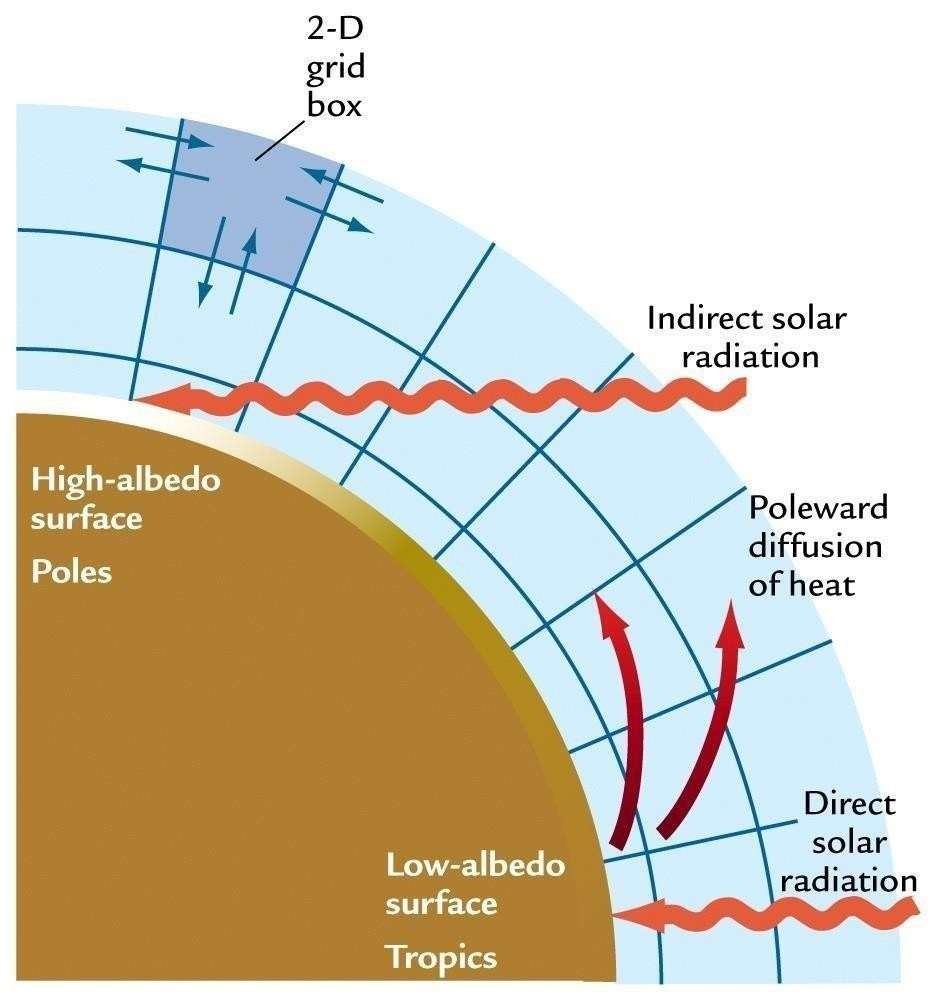 2-D
grid
box
Indirect solar
radiation
High-albedo
surface
Poles
Poleward
diffusion
of heat
Direct
solar
radiation
Low-albedo
surface
Tropics